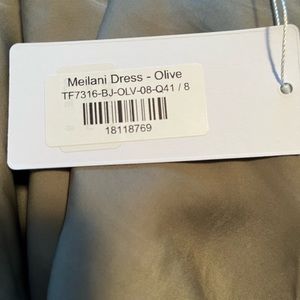 Meilani Dress - Olive
TF7316-BJ-OLV-08-Q41 / 8
18118769